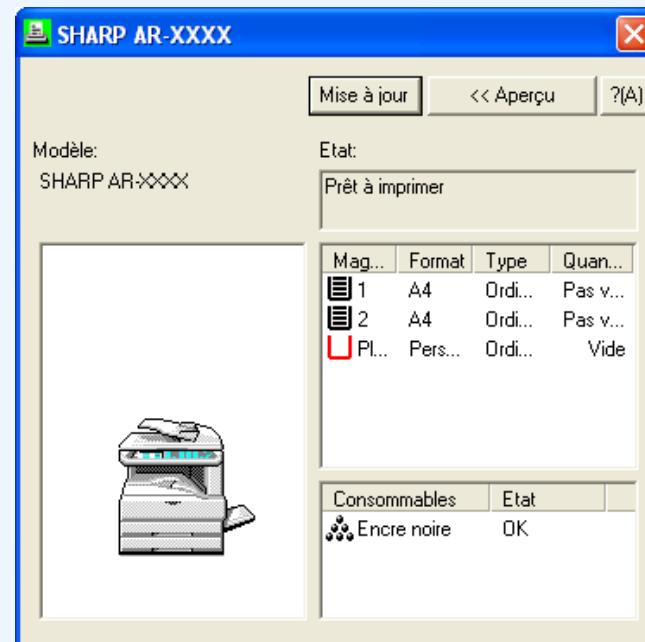 SHARP AR-XXXX
Mise à jour << Aperçu ?(A)
Modèle:
SHARP AR-XXXX
Etat:
Prêt à imprimer
Mag... Format Type Quan...
1 A4 Ordi... Pas v...
2 A4 Ordi... Pas v...
Pl... Pers... Ordi... Vide
Consommables Etat
Encre noire OK